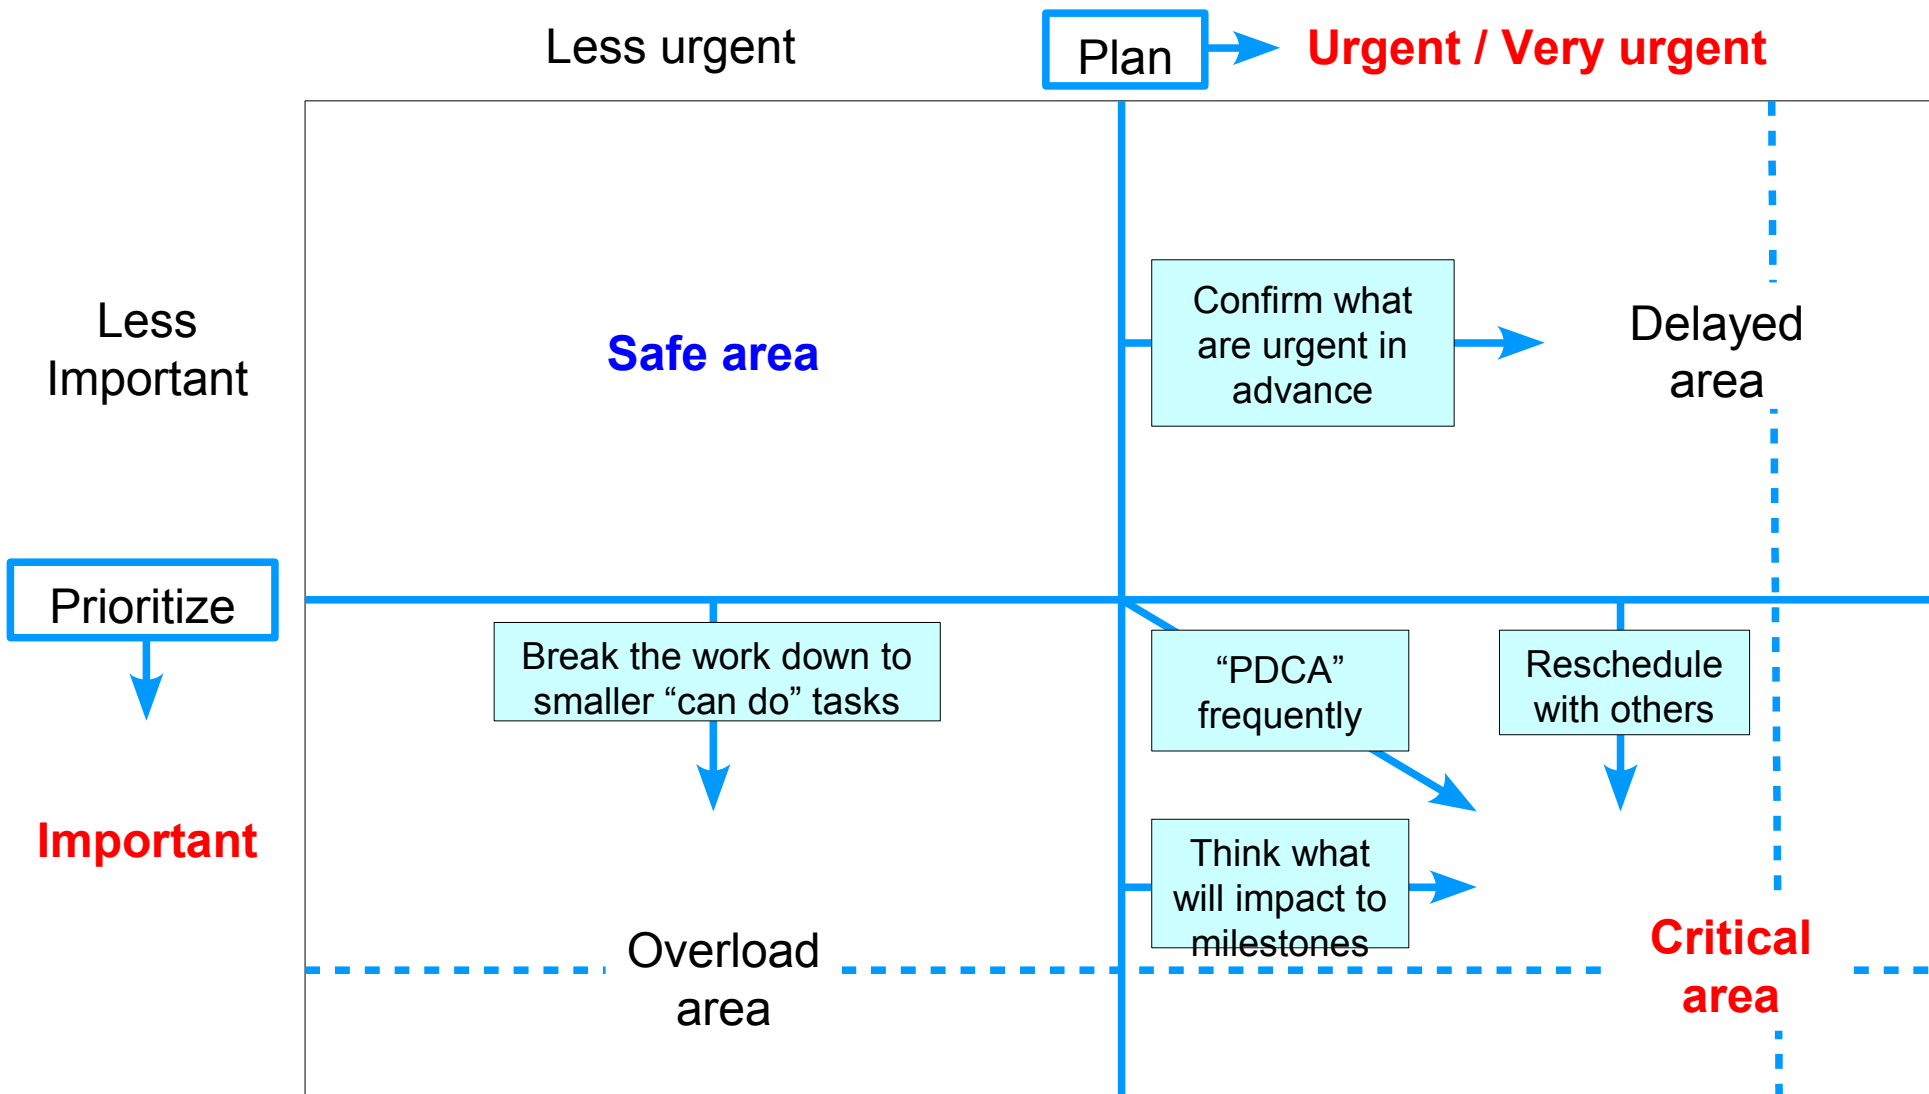 Less urgent
Plan
Urgent / Very urgent
Less
Important
Safe area
Confirm what
are urgent in
advance
Delayed
area
Prioritize
Break the work down to
smaller “can do” tasks
“PDCA”
frequently
Reschedule
with others
Important
Think what
will impact to
milestones
Overload
area
Critical
area